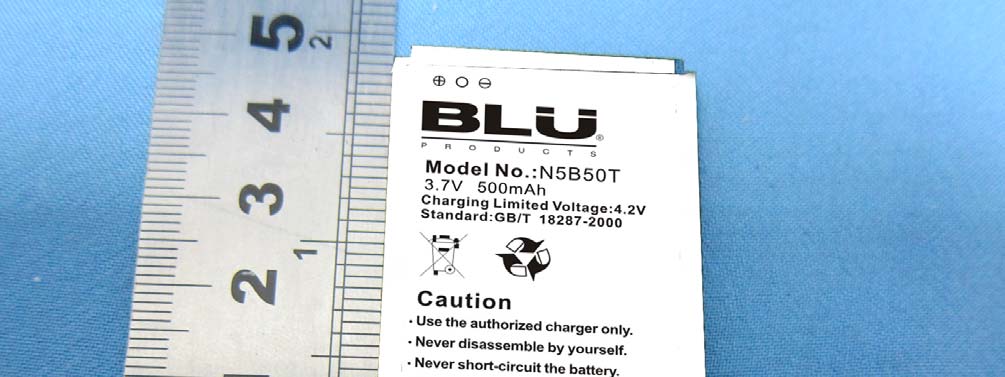 5
2
4
3
1
2
⊕ ○ ⊖
BLU®
PRODUCTS
Model No.:N5B50T
3.7V 500mAh
Charging Limited Voltage:4.2V
Standard:GB/T 18287-2000
Caution
· Use the authorized charger only.
· Never disassemble by yourself.
· Never short-circuit the battery.